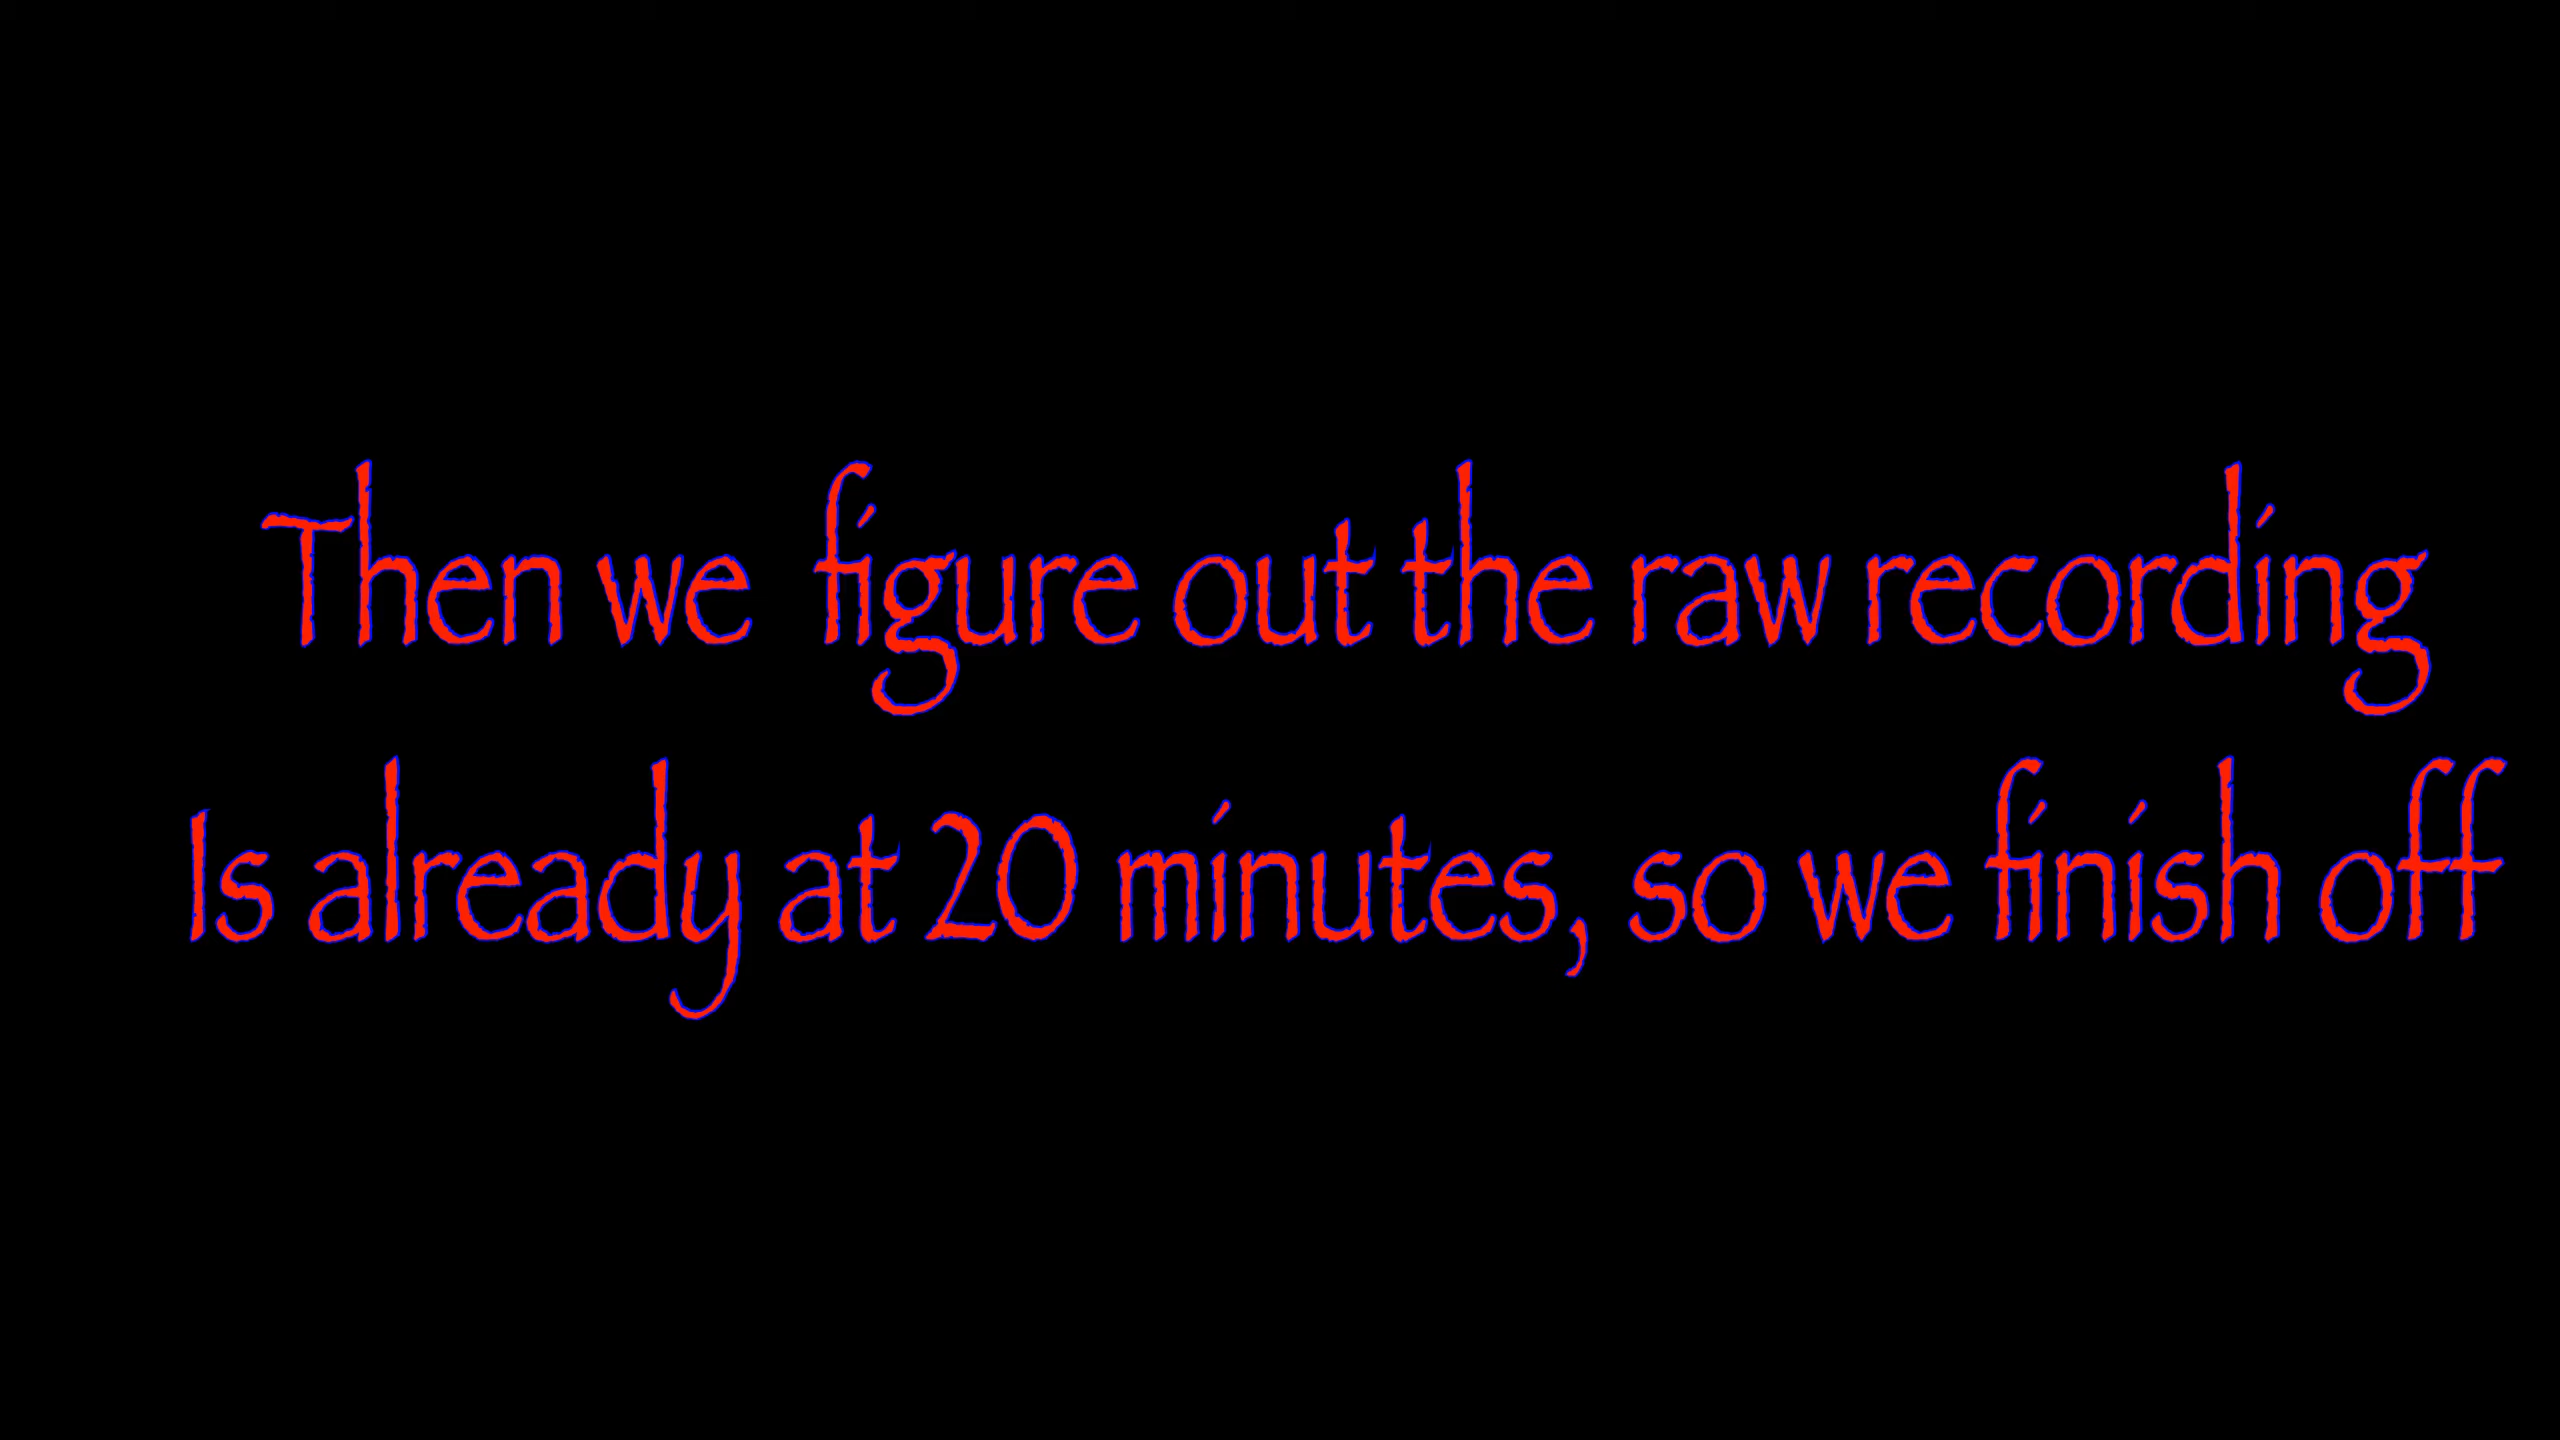 Then we figure out the raw recording
Is already at 20 minutes, so we finish off